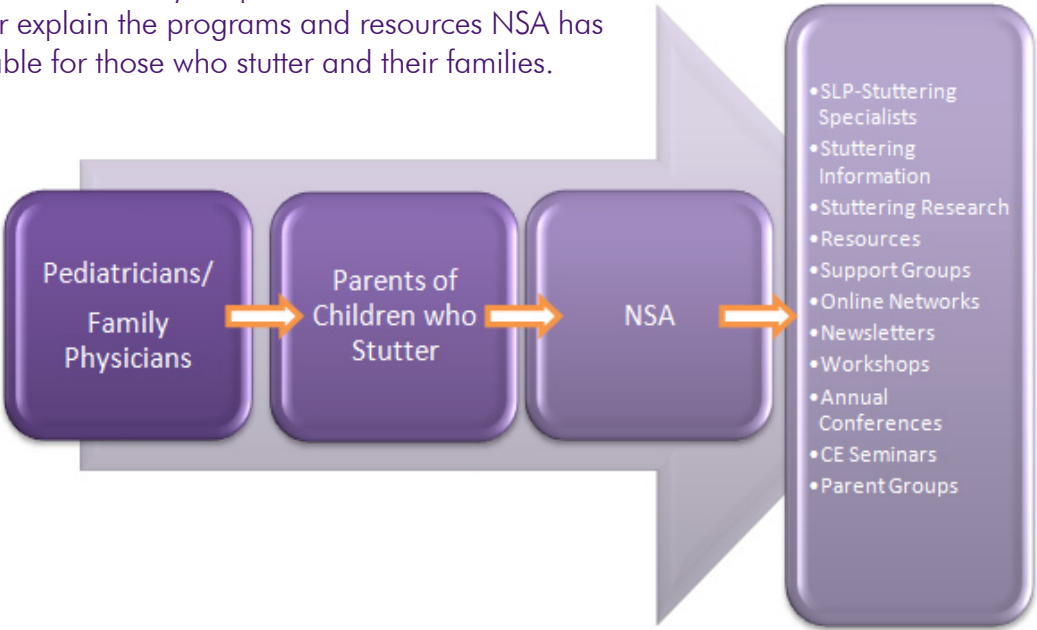 r explain the programs and resources NSA has
ble for those who stutter and their families.
Pediatricians/
Family
Physicians
Parents of
Children who
Stutter
NSA
•SLP-Stuttering
Specialists
•Stuttering
Information
•Stuttering Research
•Resources
•Support Groups
•Online Networks
•Newsletters
•Workshops
•Annual
Conferences
•CE Seminars
•Parent Groups